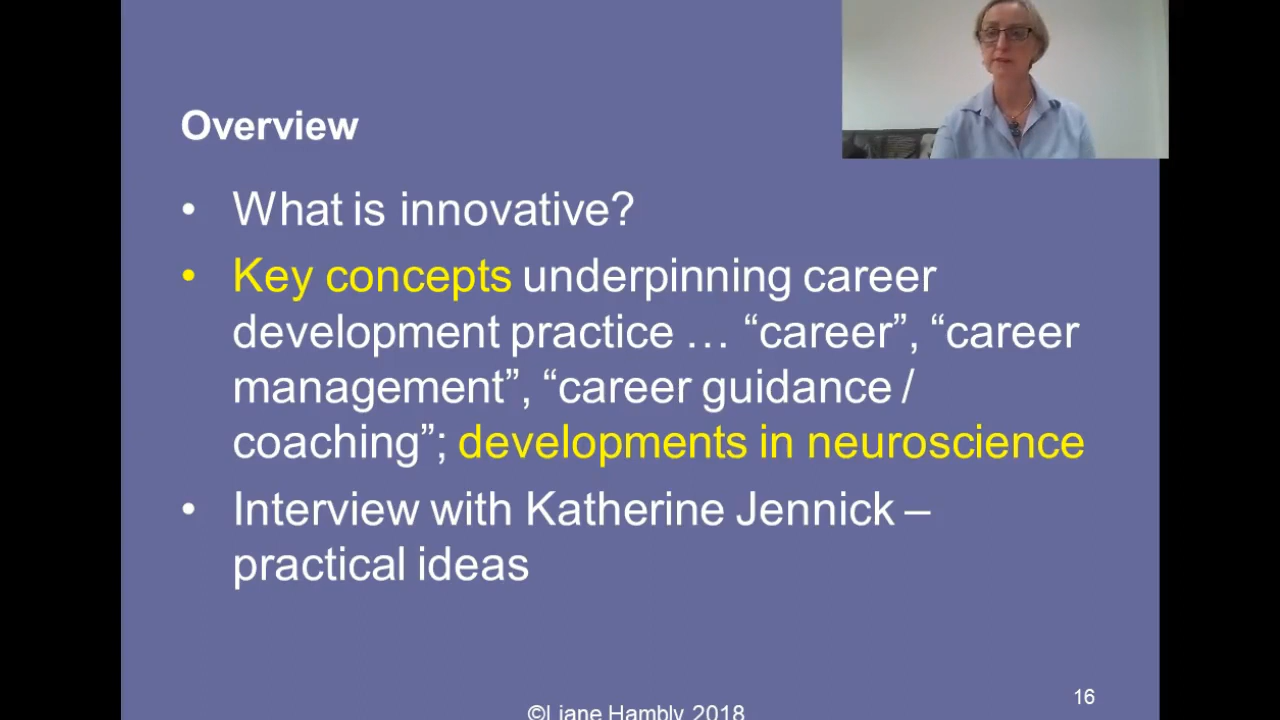 Overview
• What is innovative?
• Key concepts underpinning career
development practice … “career”, “career
management”, “career guidance /
coaching”; developments in neuroscience
• Interview with Katherine Jennick –
practical ideas
16
©Liane Hambly 2018